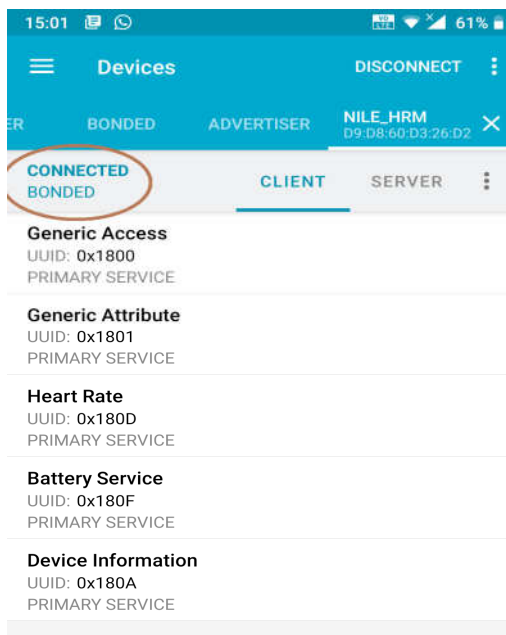 15:01 VO LTE 61%
Devices DISCONNECT
ER BONDED ADVERTISER NILE_HRM
D9:D8:60:D3:26:D2
CONNECTED
BONDED
CLIENT SERVER
Generic Access
UUID: 0x1800
PRIMARY SERVICE
Generic Attribute
UUID: 0x1801
PRIMARY SERVICE
Heart Rate
UUID: 0x180D
PRIMARY SERVICE
Battery Service
UUID: 0x180F
PRIMARY SERVICE
Device Information
UUID: 0x180A
PRIMARY SERVICE